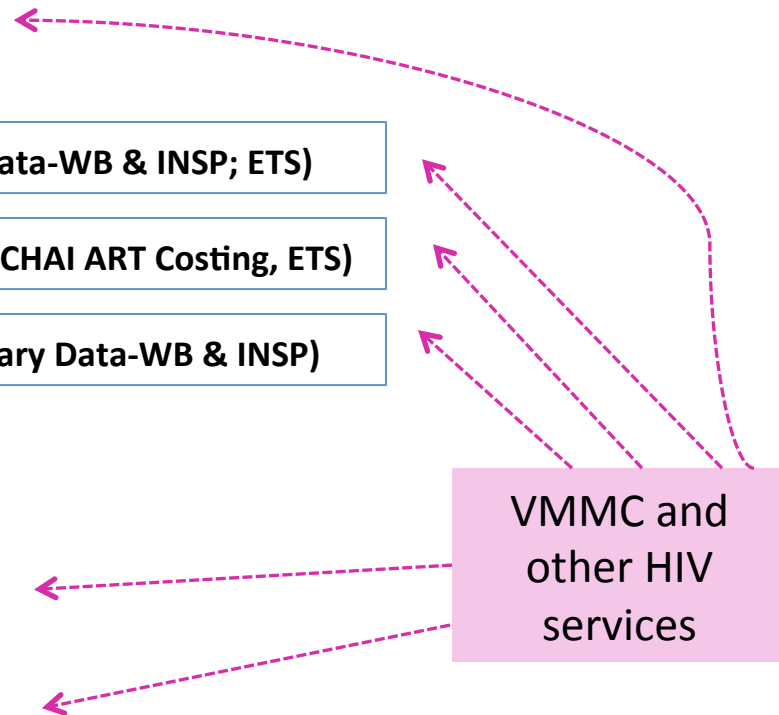 ata-WB & INSP; ETS)
CHAI ART Costing, ETS)
ary Data-WB & INSP)
VMMC and
other HIV
services